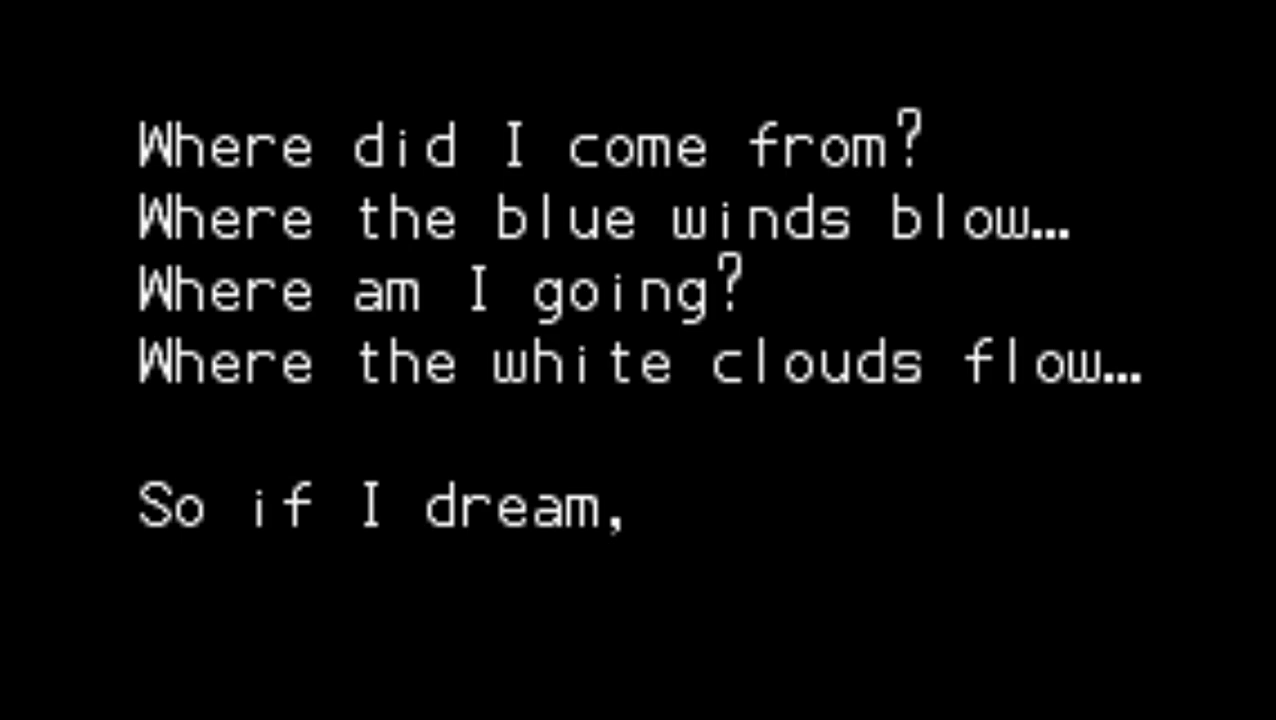 Where did I come from?
Where the blue winds blow…
Where am I going?
Where the white clouds flow…
So if I dream,